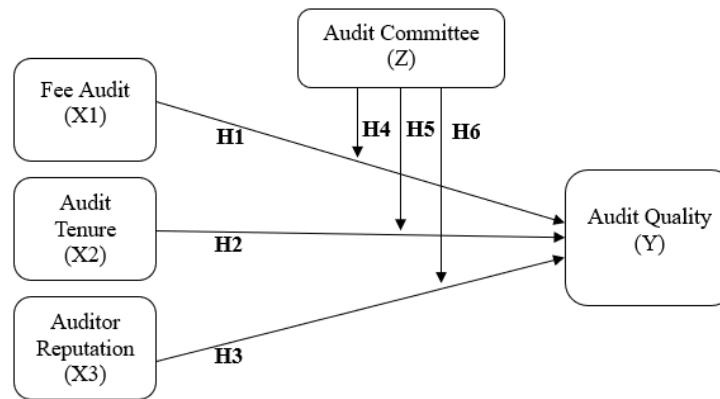 Audit Committee
(Z)
Fee Audit
(X1)
H1
H4
H5
H6
Audit
Tenure
(X2)
H2
Audit Quality
(Y)
Auditor
Reputation
(X3)
H3